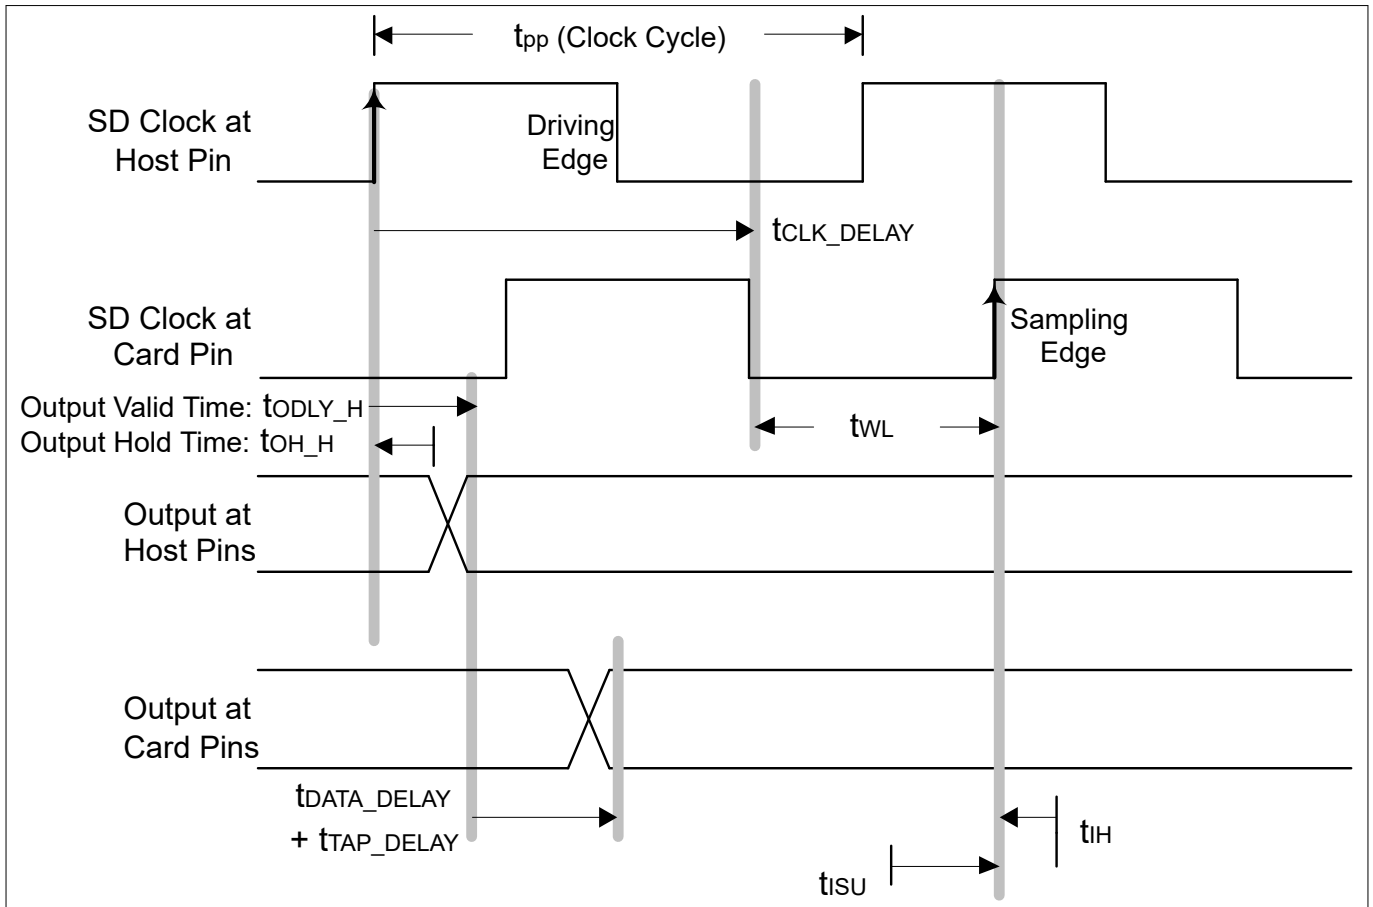 tpp (Clock Cycle)
SD Clock at
Host Pin
Driving
Edge
tCLK_DELAY
SD Clock at
Card Pin
Sampling
Edge
Output Valid Time: tODLY_H
Output Hold Time: tOH_H
tWL
Output at
Host Pins
Output at
Card Pins
tDATA_DELAY
+ tTAP_DELAY
tIH
tISU